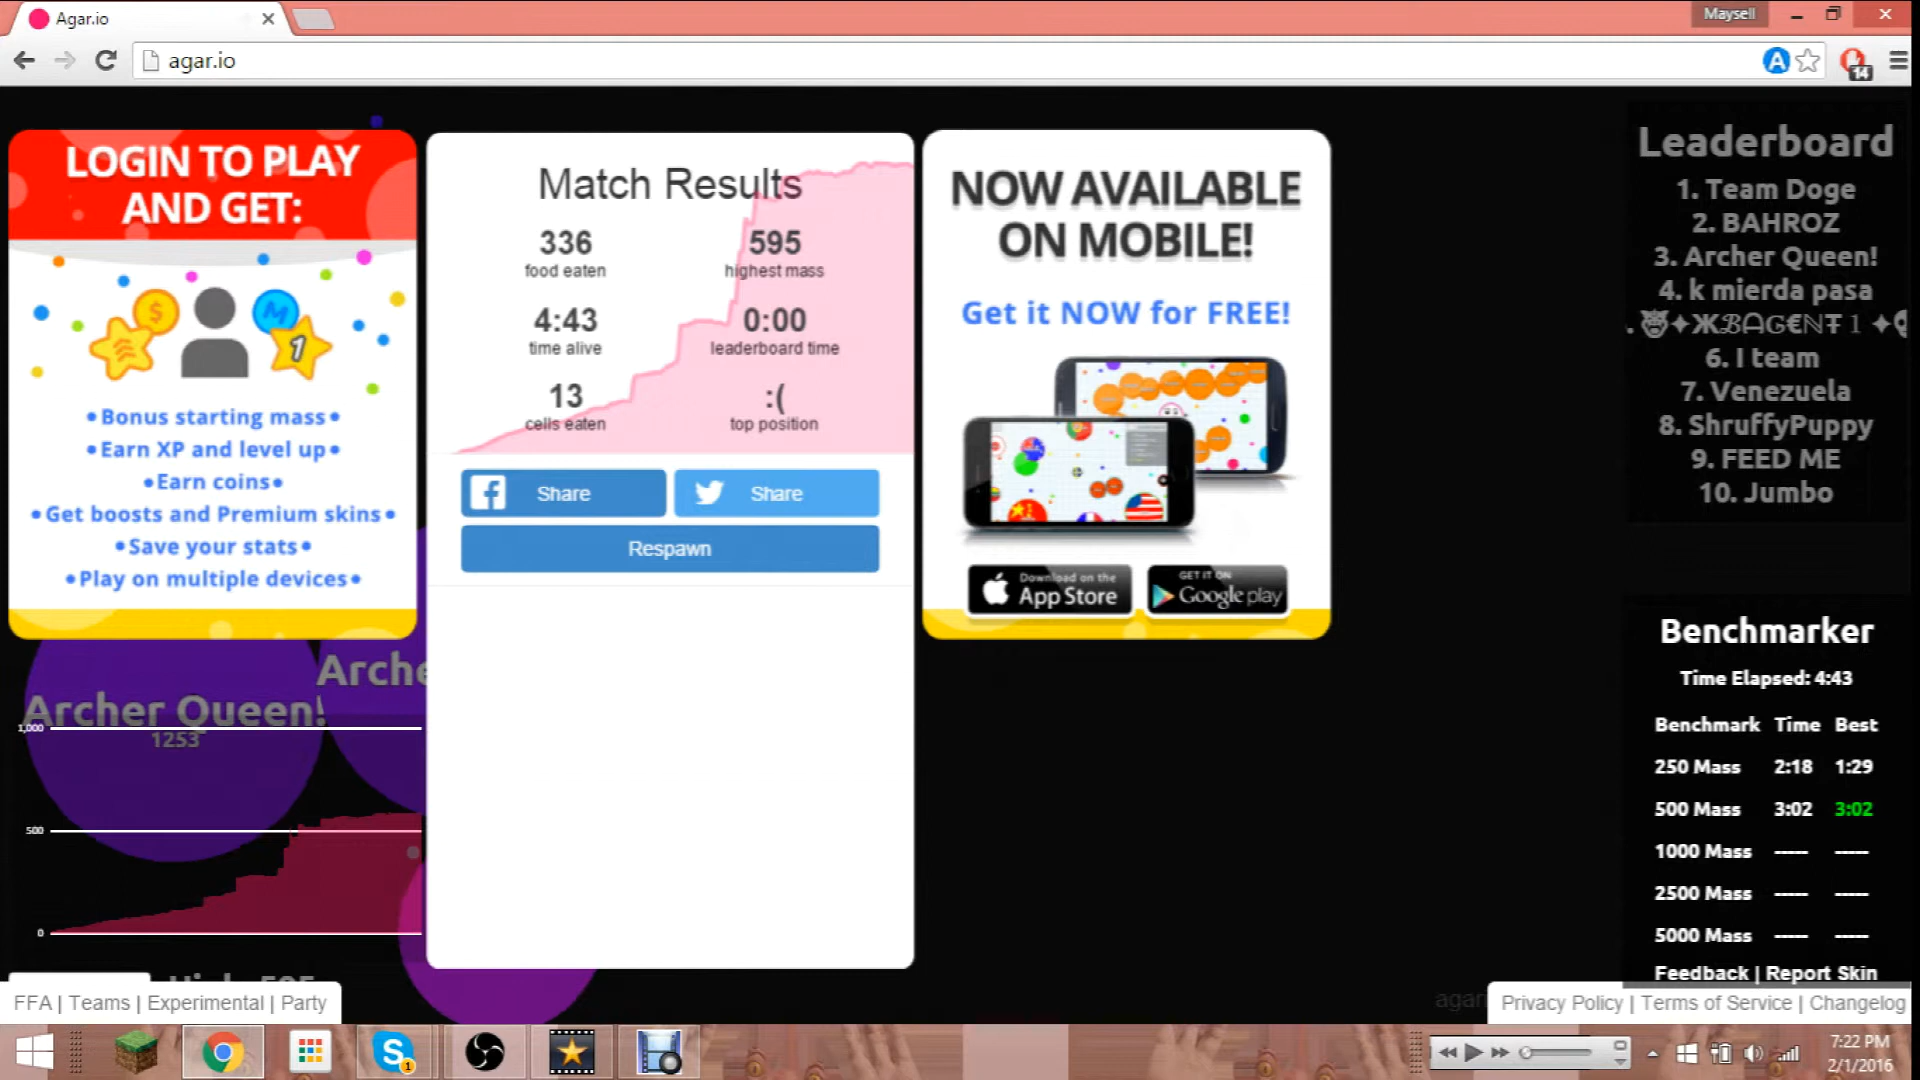 Agar.io
Maysell
agar.io
14
LOGIN TO PLAY
AND GET:
•Bonus starting mass•
•Earn XP and level up•
•Earn coins•
•Get boosts and Premium skins•
•Save your stats•
•Play on multiple devices•
Match Results
336
food eaten
595
highest mass
4:43
time alive
0:00
leaderboard time
13
cells eaten
:(
top position
Share
Share
Respawn
NOW AVAILABLE
ON MOBILE!
Get it NOW for FREE!
Download on the
App Store
GET IT ON
Google play
Leaderboard
1. Team Doge
2. BAHROZ
3. Archer Queen!
4. k mierda pasa
6. I team
7. Venezuela
8. ShruffyPuppy
9. FEED ME
10. Jumbo
Benchmarker
Time Elapsed: 4:43
Benchmark Time Best
250 Mass 2:18 1:29
500 Mass 3:02 3:02
1000 Mass ----- -----
2500 Mass ----- -----
5000 Mass ----- -----
Feedback | Report Skin
Archer Queen!
1253
1,000
500
0
FFA | Teams | Experimental | Party
Privacy Policy | Terms of Service | Changelog
7:22 PM
2/1/2016